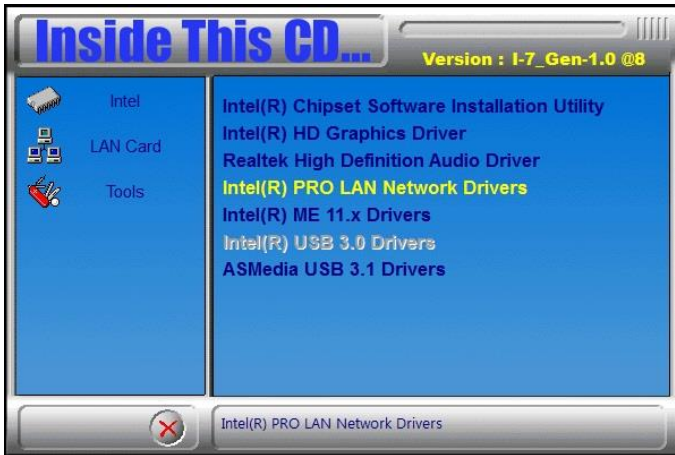 Inside This CD...
Version : I-7_Gen-1.0 @8
Intel
LAN Card
Tools
Intel(R) Chipset Software Installation Utility
Intel(R) HD Graphics Driver
Realtek High Definition Audio Driver
Intel(R) PRO LAN Network Drivers
Intel(R) ME 11.x Drivers
Intel(R) USB 3.0 Drivers
ASMedia USB 3.1 Drivers
Intel(R) PRO LAN Network Drivers